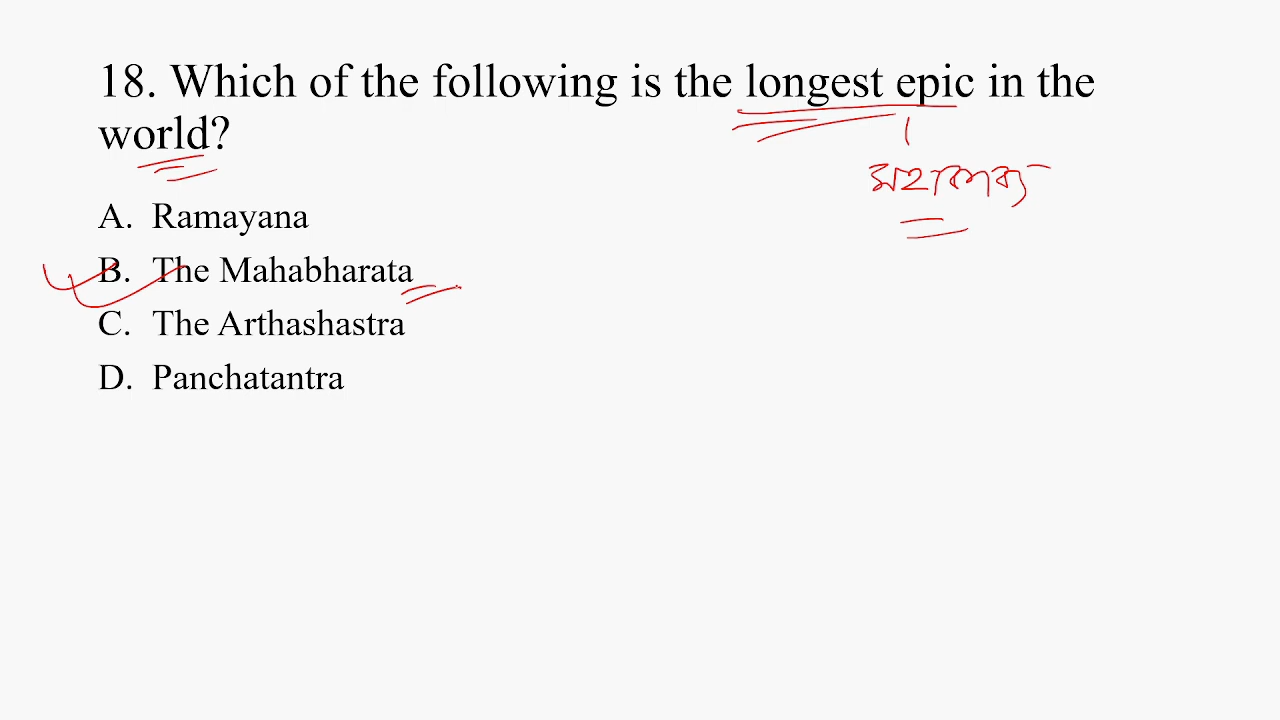 18. Which of the following is the longest epic in the
world?
মহাকাব্য
A. Ramayana
B. The Mahabharata
C. The Arthashastra
D. Panchatantra